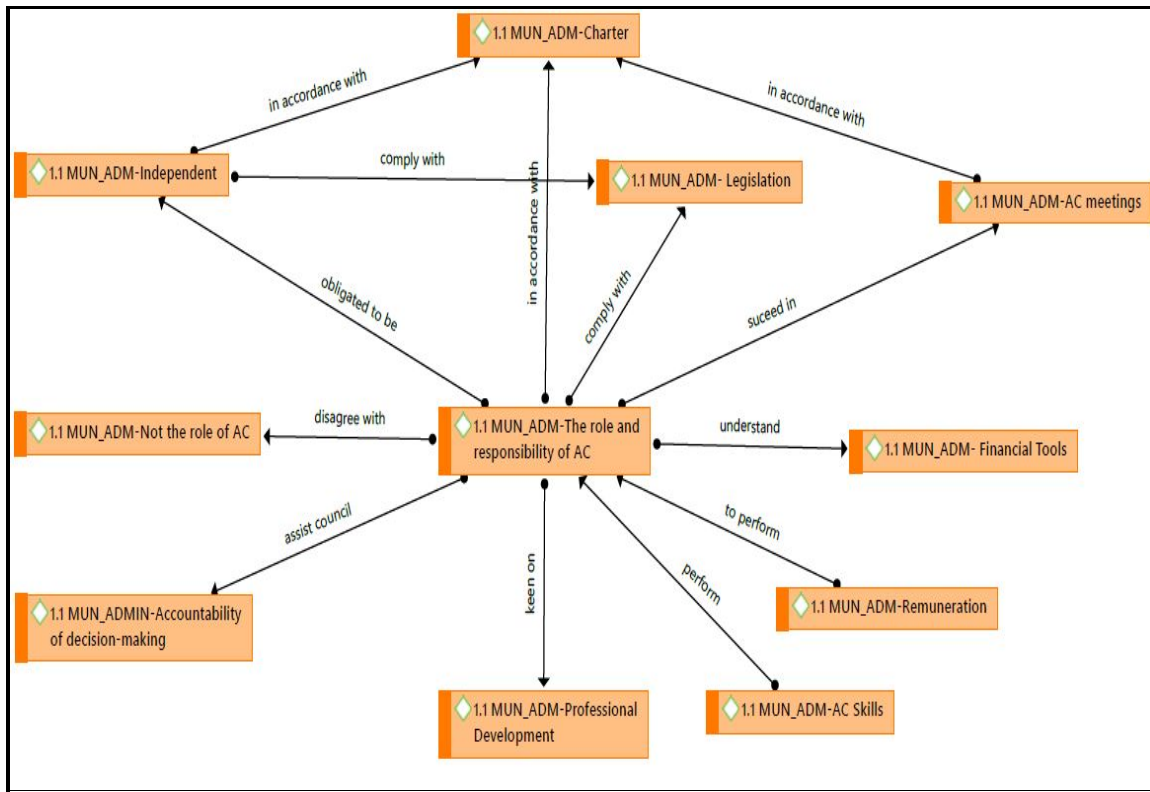 1.1 MUN_ADM-Charter
in accordance with
in accordance with
1.1 MUN_ADM-Independent
comply with
1.1 MUN_ADM- Legislation
1.1 MUN_ADM-AC meetings
in accordance with
obligated to be
comply with
suceed in
1.1 MUN_ADM-Not the role of AC
disagree with
1.1 MUN_ADM-The role and
responsibility of AC
understand
1.1 MUN_ADM- Financial Tools
assist council
keen on
perform
to perform
1.1 MUN_ADMIN-Accountability
of decision-making
1.1 MUN_ADM-Remuneration
1.1 MUN_ADM-Professional
Development
1.1 MUN_ADM-AC Skills